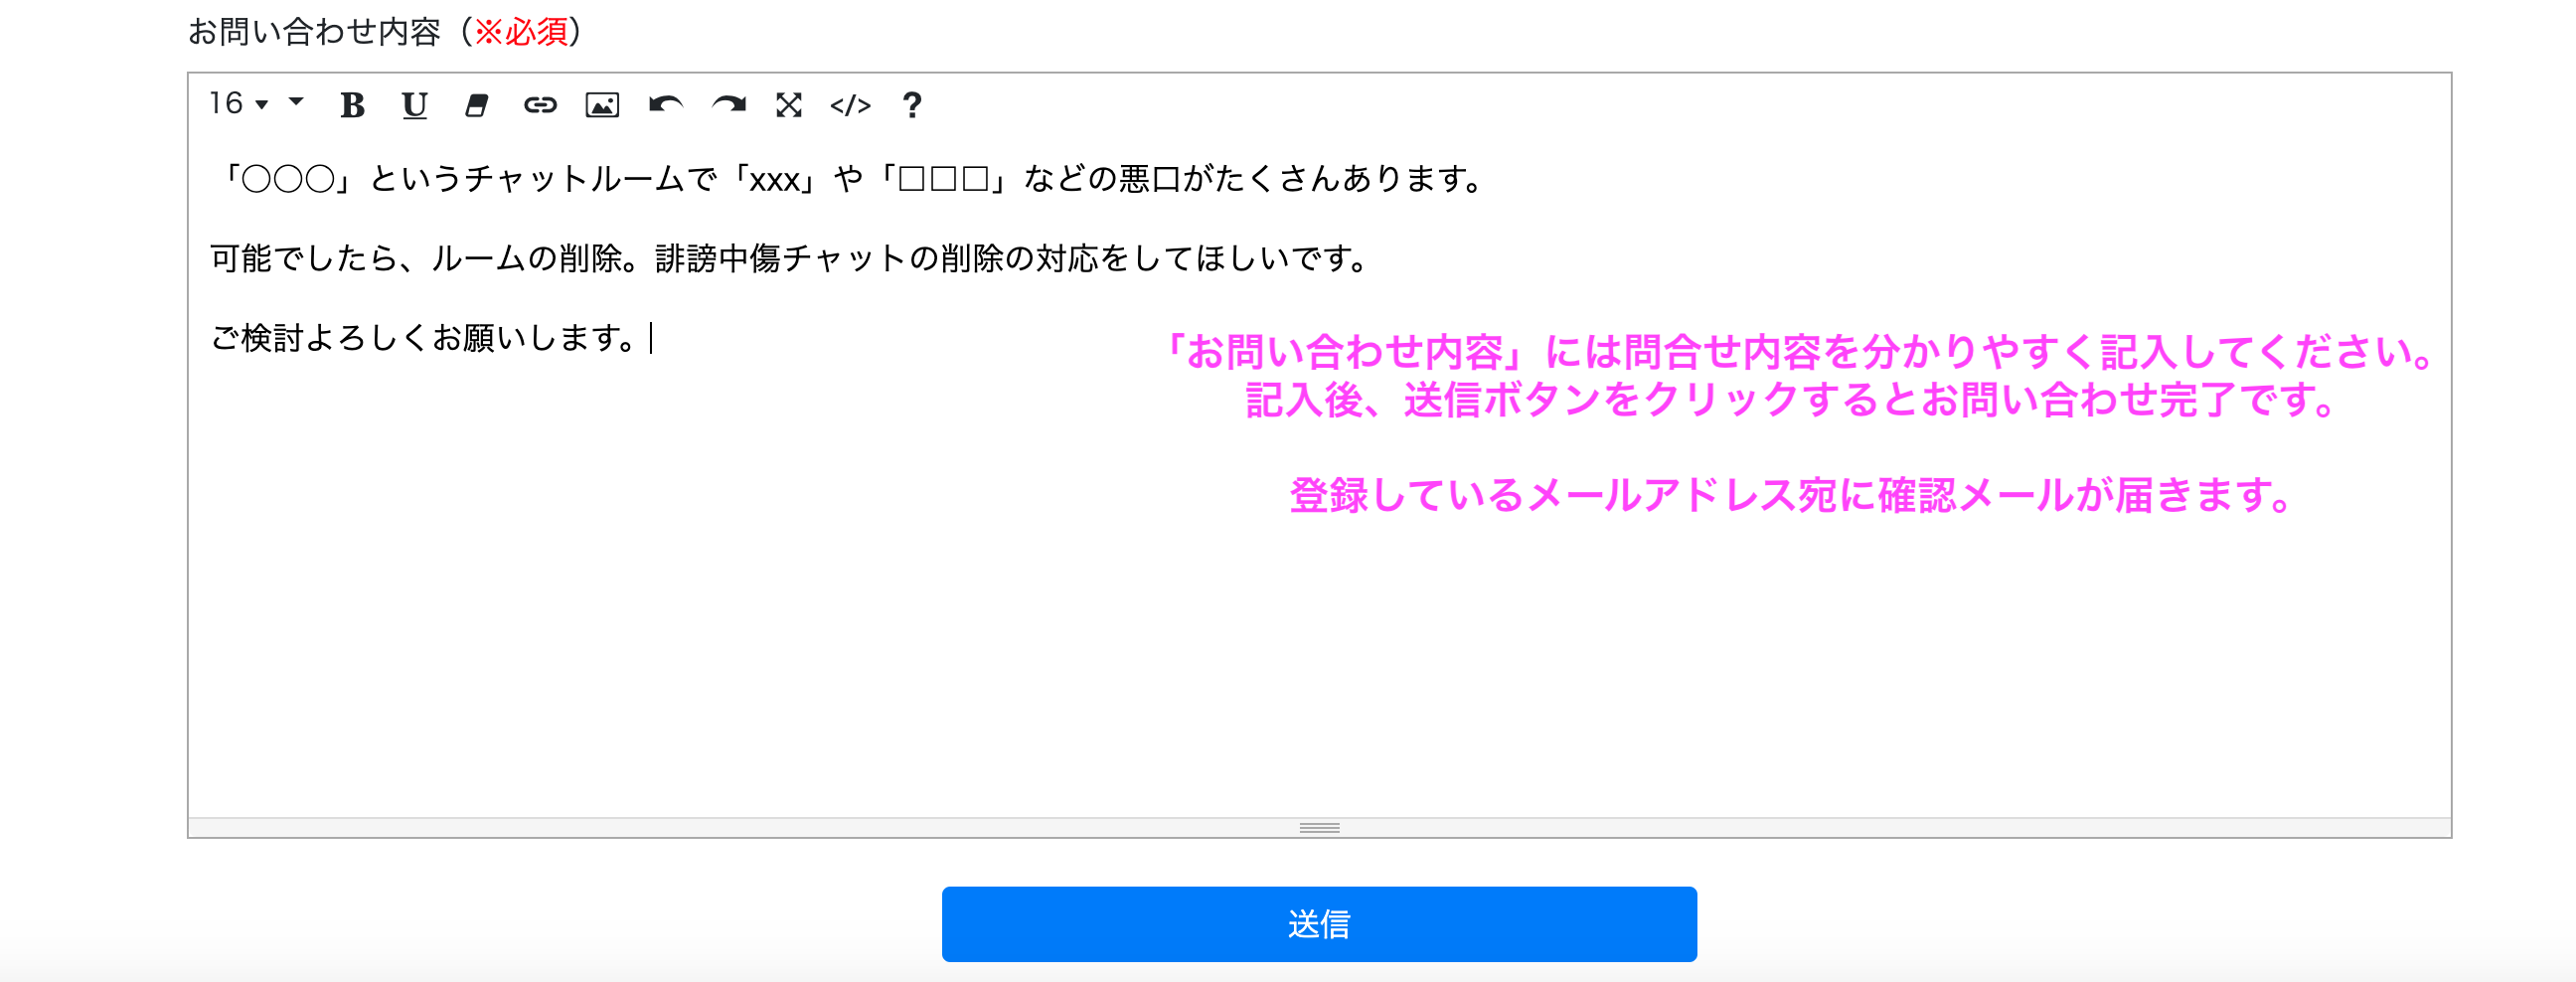 お問い合わせ内容（※必須）
16
B U </> ?
「○○○」というチャットルームで「xxx」や「□□□」などの悪口がたくさんあります。
可能でしたら、ルームの削除。誹謗中傷チャットの削除の対応をしてほしいです。
ご検討よろしくお願いします。
「お問い合わせ内容」には問合せ内容を分かりやすく記入してください。
記入後、送信ボタンをクリックするとお問い合わせ完了です。
登録しているメールアドレス宛に確認メールが届きます。
送信